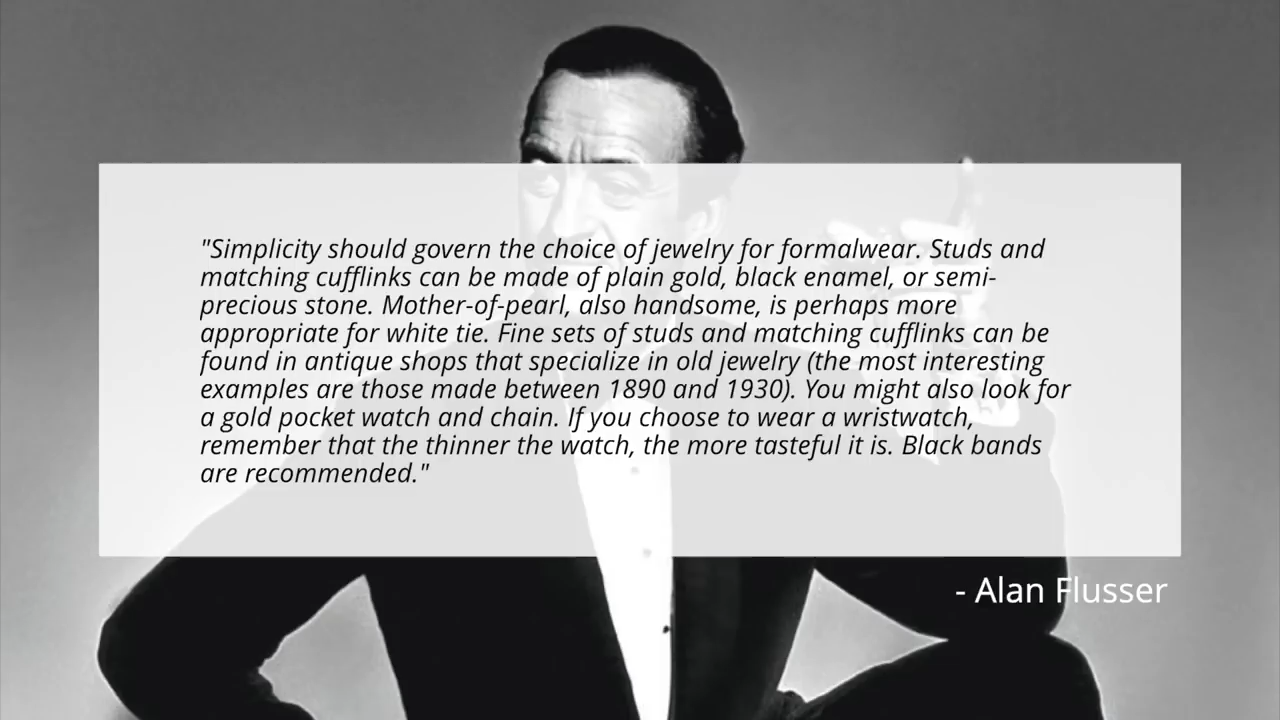 "Simplicity should govern the choice of jewelry for formalwear. Studs and
matching cufflinks can be made of plain gold, black enamel, or semi-
precious stone. Mother-of-pearl, also handsome, is perhaps more
appropriate for white tie. Fine sets of studs and matching cufflinks can be
found in antique shops that specialize in old jewelry (the most interesting
examples are those made between 1890 and 1930). You might also look for
a gold pocket watch and chain. If you choose to wear a wristwatch,
remember that the thinner the watch, the more tasteful it is. Black bands
are recommended."
- Alan Flusser